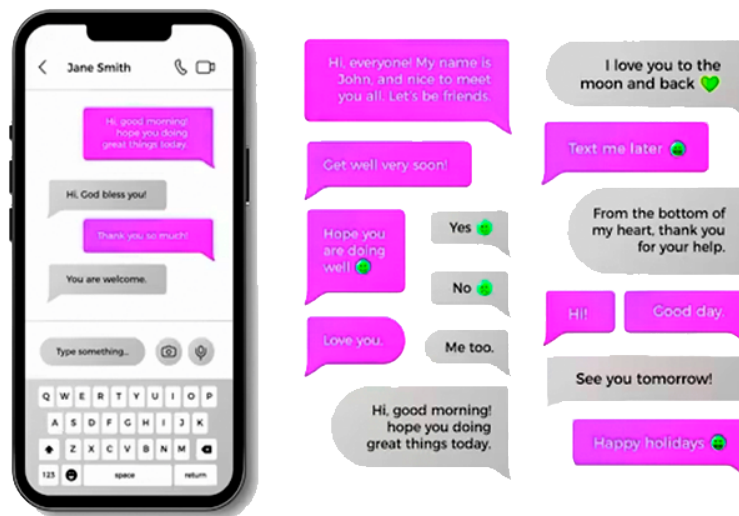 Jane Smith
Hi, good morning!
hope you doing
great things today.
Hi, God bless you!
Thank you so much!
You are welcome.
Type something..
Q W E R T Y U I O P
A S D F G H I J K
Z X C V B N M
123 space return
Hi, everyone! My name is
John, and nice to meet
you all. Let's be friends.
Get well very soon!
Hope you
are doing
well
Yes
No
Love you.
Me too.
Hi, good morning!
hope you doing
great things today.
I love you to the
moon and back
Text me later
From the bottom of
my heart, thank you
for your help.
Hi!
Good day.
See you tomorrow!
Happy holidays